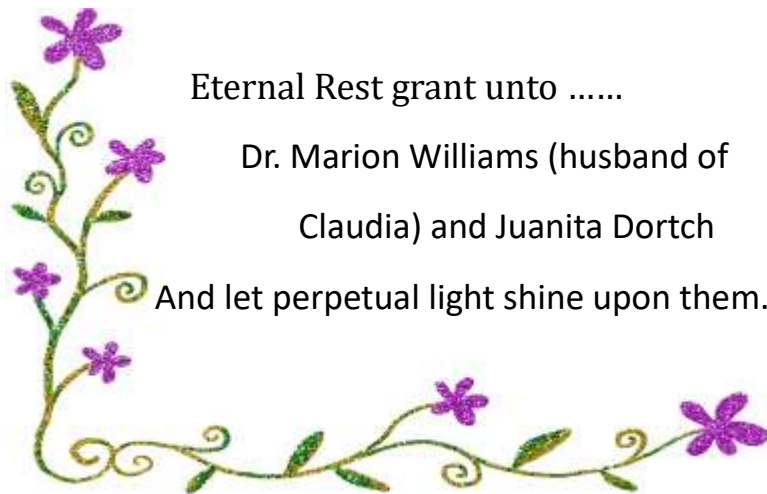 Eternal Rest grant unto ......
Dr. Marion Williams (husband of
Claudia) and Juanita Dortch
And let perpetual light shine upon them.